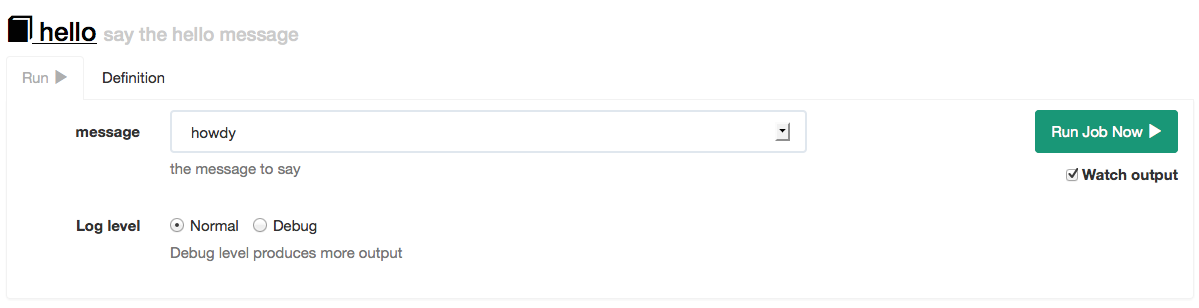 hello say the hello message
Run Definition
message howdy Run Job Now
the message to say Watch output
Log level Normal Debug
Debug level produces more output